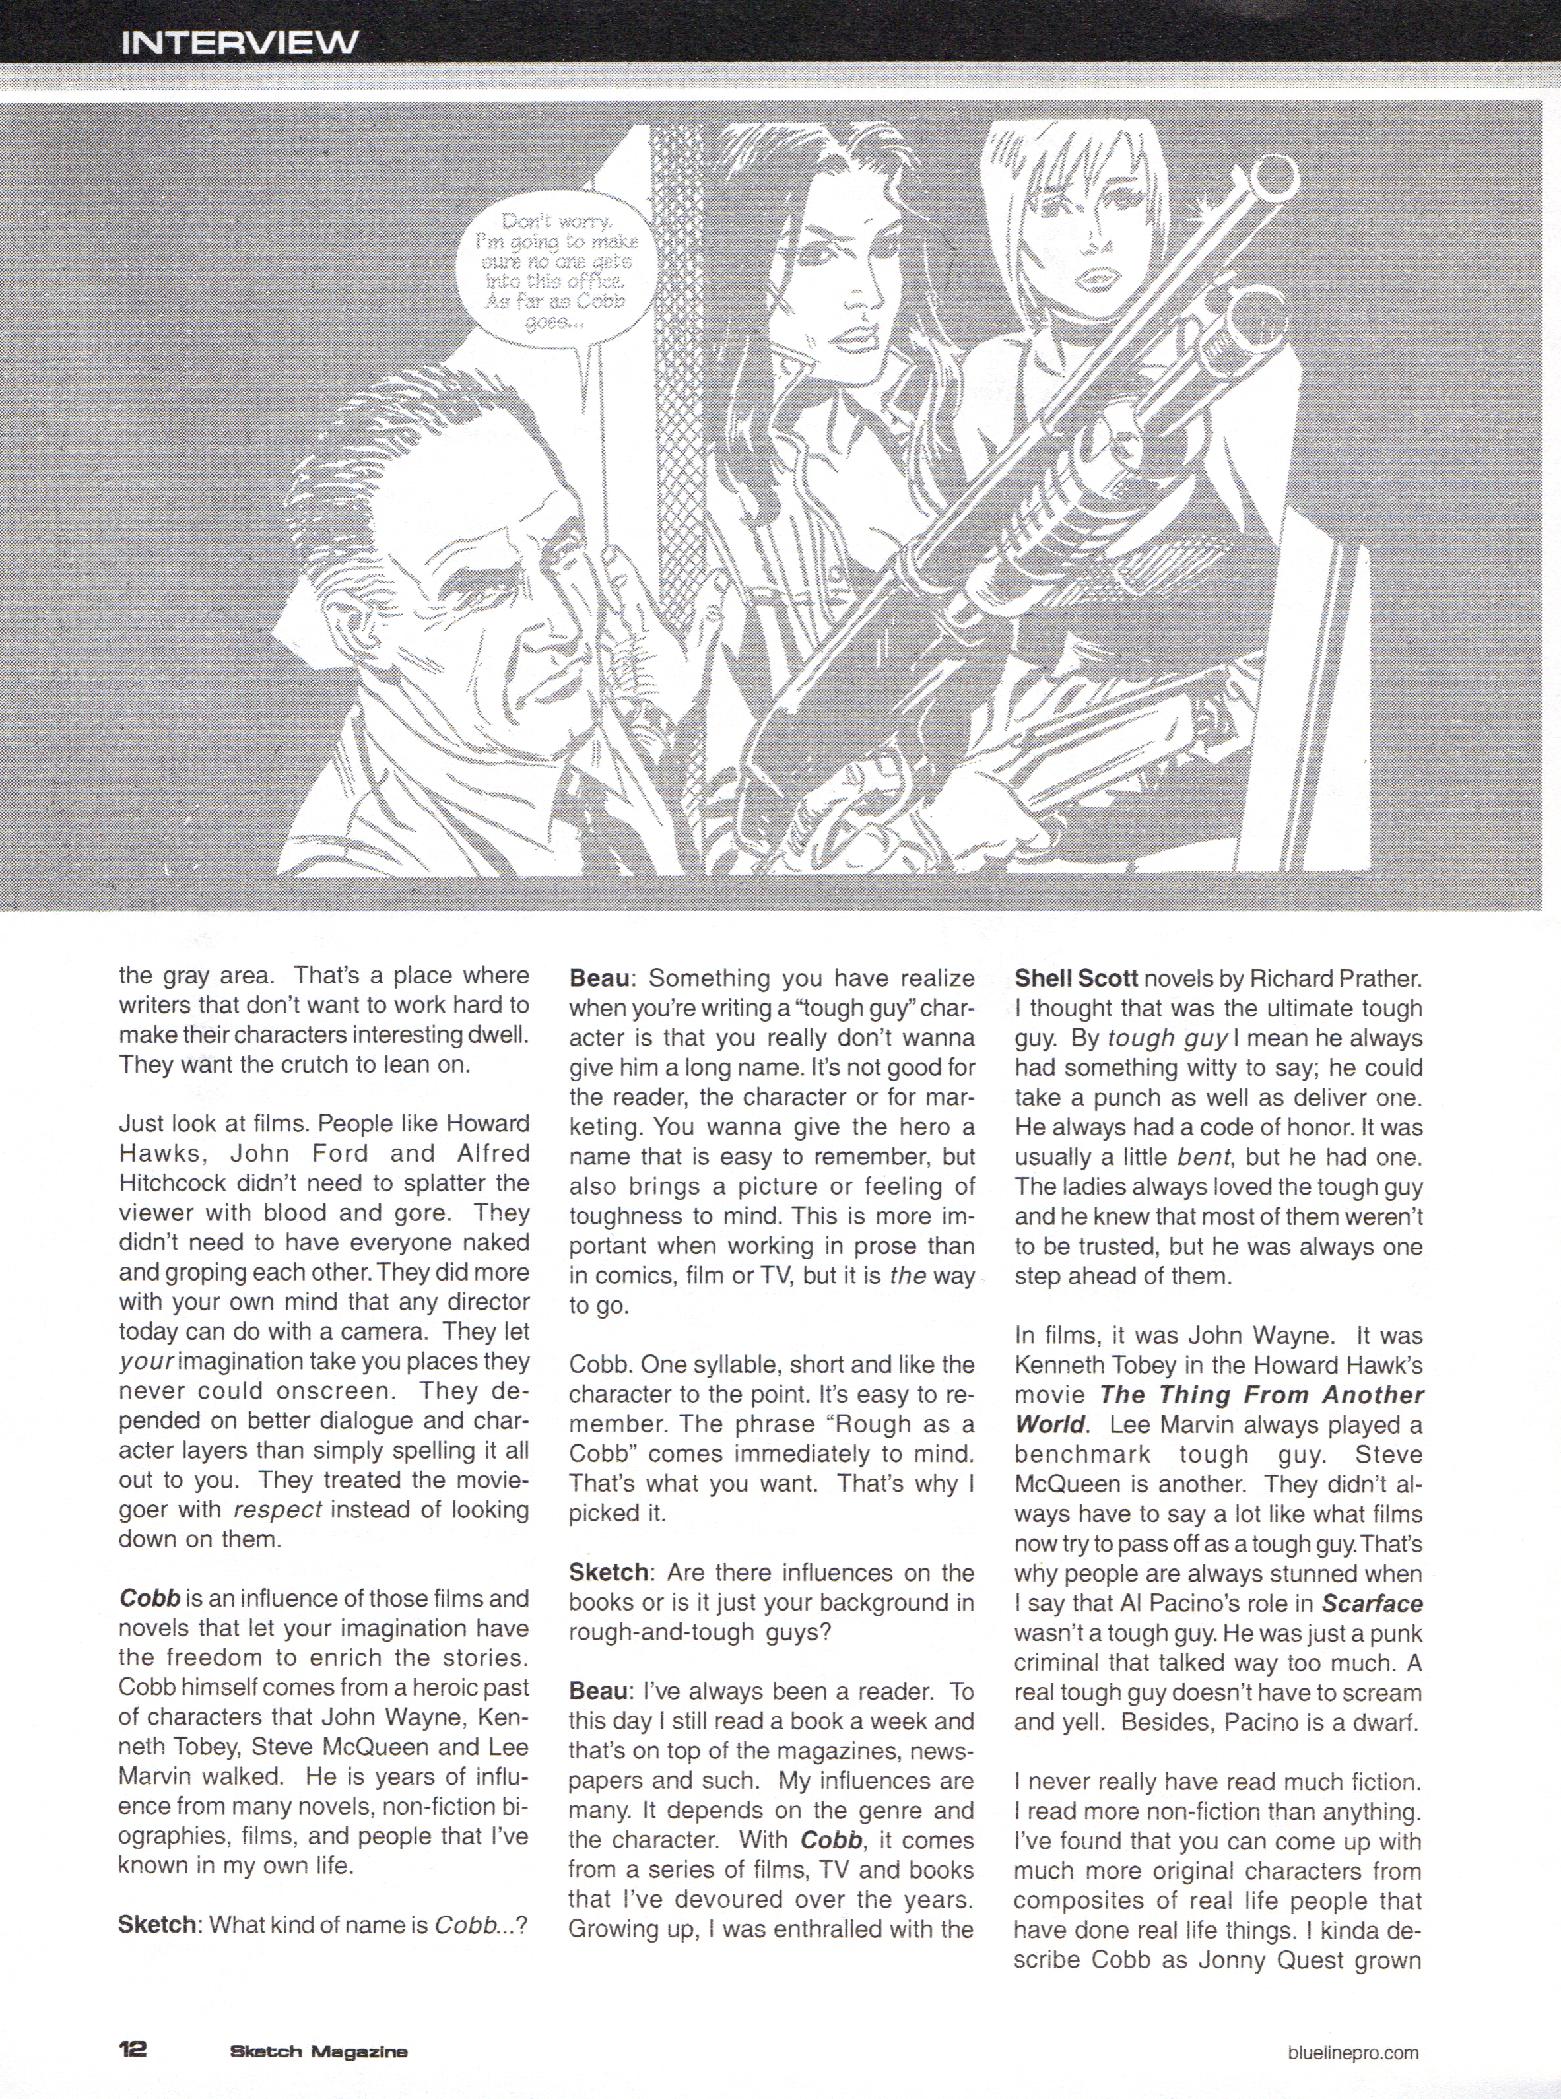 INTERVIEW
Don't worry.
I'm going to make
sure no one gets
into this office.
As far as Cobb
goes...
the gray area. That's a place where
writers that don't want to work hard to
make their characters interesting dwell.
They want the crutch to lean on.
Just look at films. People like Howard
Hawks, John Ford and Alfred
Hitchcock didn't need to splatter the
viewer with blood and gore. They
didn't need to have everyone naked
and groping each other. They did more
with your own mind that any director
today can do with a camera. They let
your imagination take you places they
never could onscreen. They de-
pended on better dialogue and char-
acter layers than simply spelling it all
out to you. They treated the movie-
goer with respect instead of looking
down on them.
Cobb is an influence of those films and
novels that let your imagination have
the freedom to enrich the stories.
Cobb himself comes from a heroic past
of characters that John Wayne, Ken-
neth Tobey, Steve McQueen and Lee
Marvin walked. He is years of influ-
ence from many novels, non-fiction bi-
ographies, films, and people that I've
known in my own life.
Sketch: What kind of name is Cobb...?
Beau: Something you have realize
when you're writing a "tough guy" char-
acter is that you really don't wanna
give him a long name. It's not good for
the reader, the character or for mar-
keting. You wanna give the hero a
name that is easy to remember, but
also brings a picture or feeling of
toughness to mind. This is more im-
portant when working in prose than
in comics, film or TV, but it is the way
to go.
Cobb. One syllable, short and like the
character to the point. It's easy to re-
member. The phrase "Rough as a
Cobb" comes immediately to mind.
That's what you want. That's why I
picked it.
Sketch: Are there influences on the
books or is it just your background in
rough-and-tough guys?
Beau: I've always been a reader. To
this day I still read a book a week and
that's on top of the magazines, news-
papers and such. My influences are
many. It depends on the genre and
the character. With Cobb, it comes
from a series of films, TV and books
that I've devoured over the years.
Growing up, I was enthralled with the
Shell Scott novels by Richard Prather.
I thought that was the ultimate tough
guy. By tough guy I mean he always
had something witty to say; he could
take a punch as well as deliver one.
He always had a code of honor. It was
usually a little bent, but he had one.
The ladies always loved the tough guy
and he knew that most of them weren't
to be trusted, but he was always one
step ahead of them.
In films, it was John Wayne. It was
Kenneth Tobey in the Howard Hawk's
movie The Thing From Another
World. Lee Marvin always played a
benchmark tough guy. Steve
McQueen is another. They didn't al-
ways have to say a lot like what films
now try to pass off as a tough guy. That's
why people are always stunned when
I say that Al Pacino's role in Scarface
wasn't a tough guy. He was just a punk
criminal that talked way too much. A
real tough guy doesn't have to scream
and yell. Besides, Pacino is a dwarf.
I never really have read much fiction.
I read more non-fiction than anything.
I've found that you can come up with
much more original characters from
composites of real life people that
have done real life things. I kinda de-
scribe Cobb as Jonny Quest grown
12 Sketch Magazine
bluelinepro.com